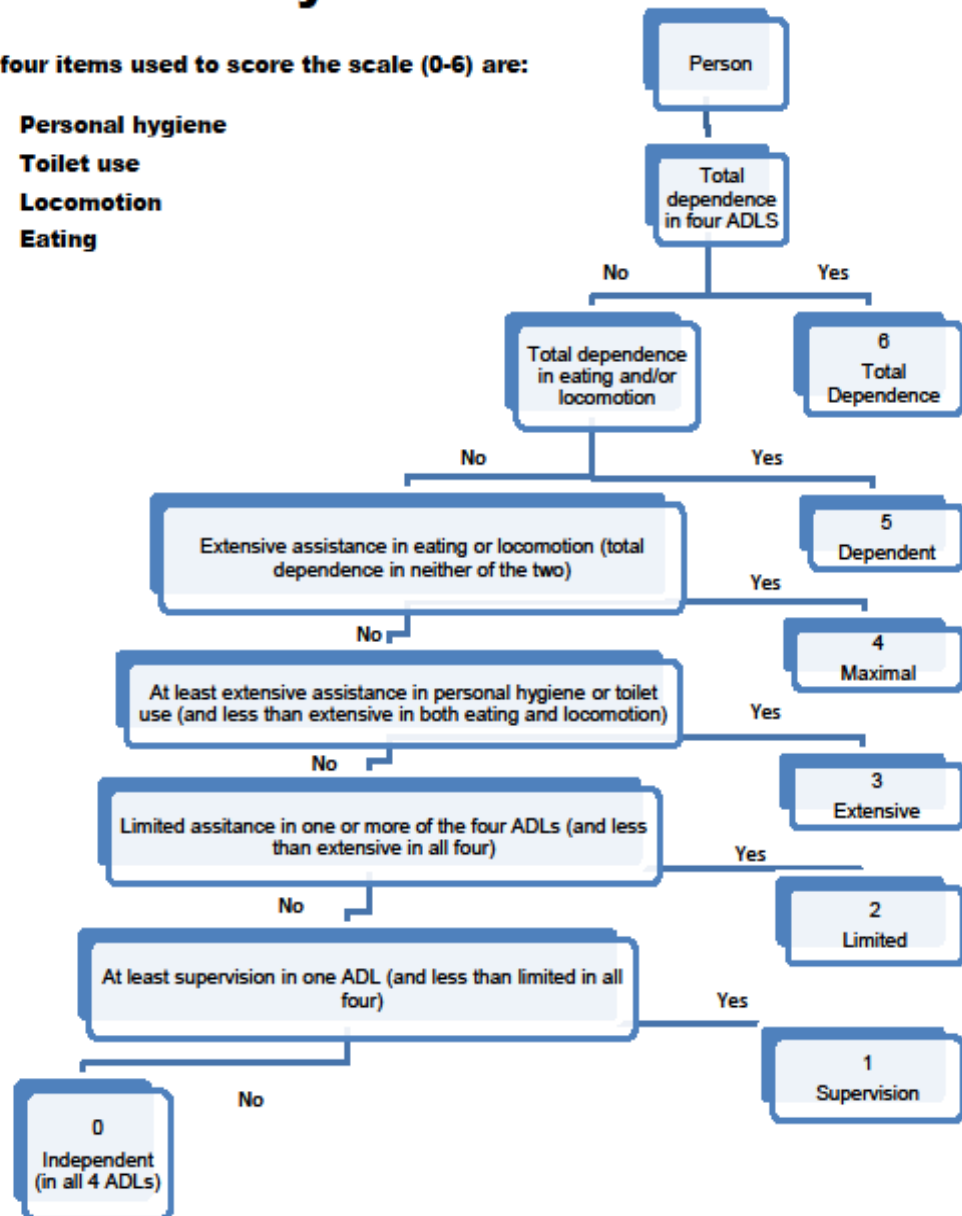 four items used to score the scale (0-6) are:
Personal hygiene
Toilet use
Locomotion
Eating
Person
Total
dependence
in four ADLS
No
Yes
Total dependence
in eating and/or
locomotion
6
Total
Dependence
No
Yes
Extensive assistance in eating or locomotion (total
dependence in neither of the two)
5
Dependent
Yes
No
4
Maximal
At least extensive assistance in personal hygiene or toilet
use (and less than extensive in both eating and locomotion)
Yes
No
3
Extensive
Limited assitance in one or more of the four ADLs (and less
than extensive in all four)
Yes
No
2
Limited
At least supervision in one ADL (and less than limited in all
four)
Yes
1
Supervision
No
0
Independent
(in all 4 ADLs)